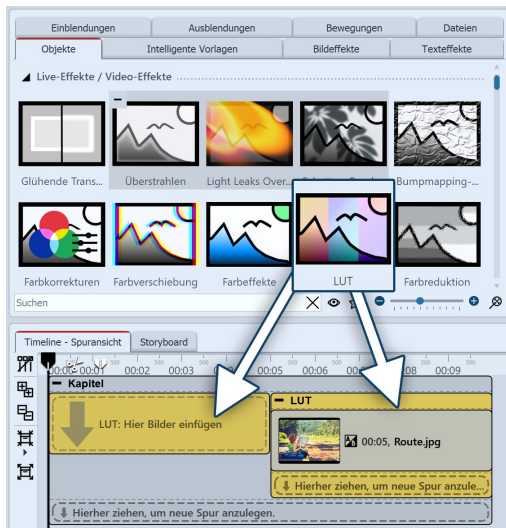 Einblendungen Ausblendungen Bewegungen Dateien
Objekte Intelligente Vorlagen Bildeffekte Texteffekte
Live-Effekte / Video-Effekte
Glühende Trans... Überstrahlen Light Leaks Over... Bumpmapping-...
Farbkorrekturen Farbverschiebung Farbeffekte LUT Farbreduktion
Suchen
Timeline - Spuransicht Storyboard
00:00 00:01 00:02 00:03 00:05 00:06 08 00:09
Kapitel
LUT
LUT: Hier Bilder einfügen
00:05, Route.jpg
Hierher ziehen, um neue Spur anzule...
Hierher ziehen, um neue Spur anzulegen.